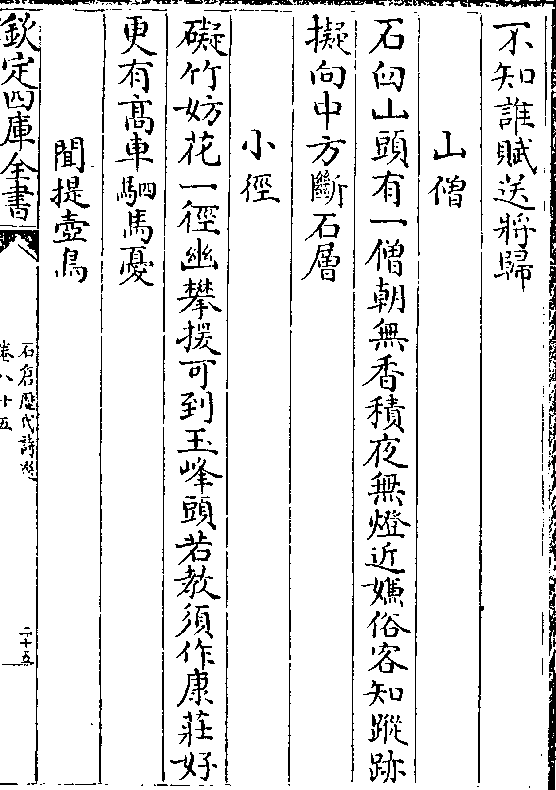 不知誰賦送將歸
山僧
石臼山頭有一僧朝無香積夜無燈近嫌俗客知蹤跡
擬向中方斷石層
小徑
礙竹妨花一徑幽攀援可到玉峰頭若教須作康莊好
更有髙車駟馬憂
聞提壺鳥
欽定四庫全書
石倉歴代詩選
卷八十五
二十五